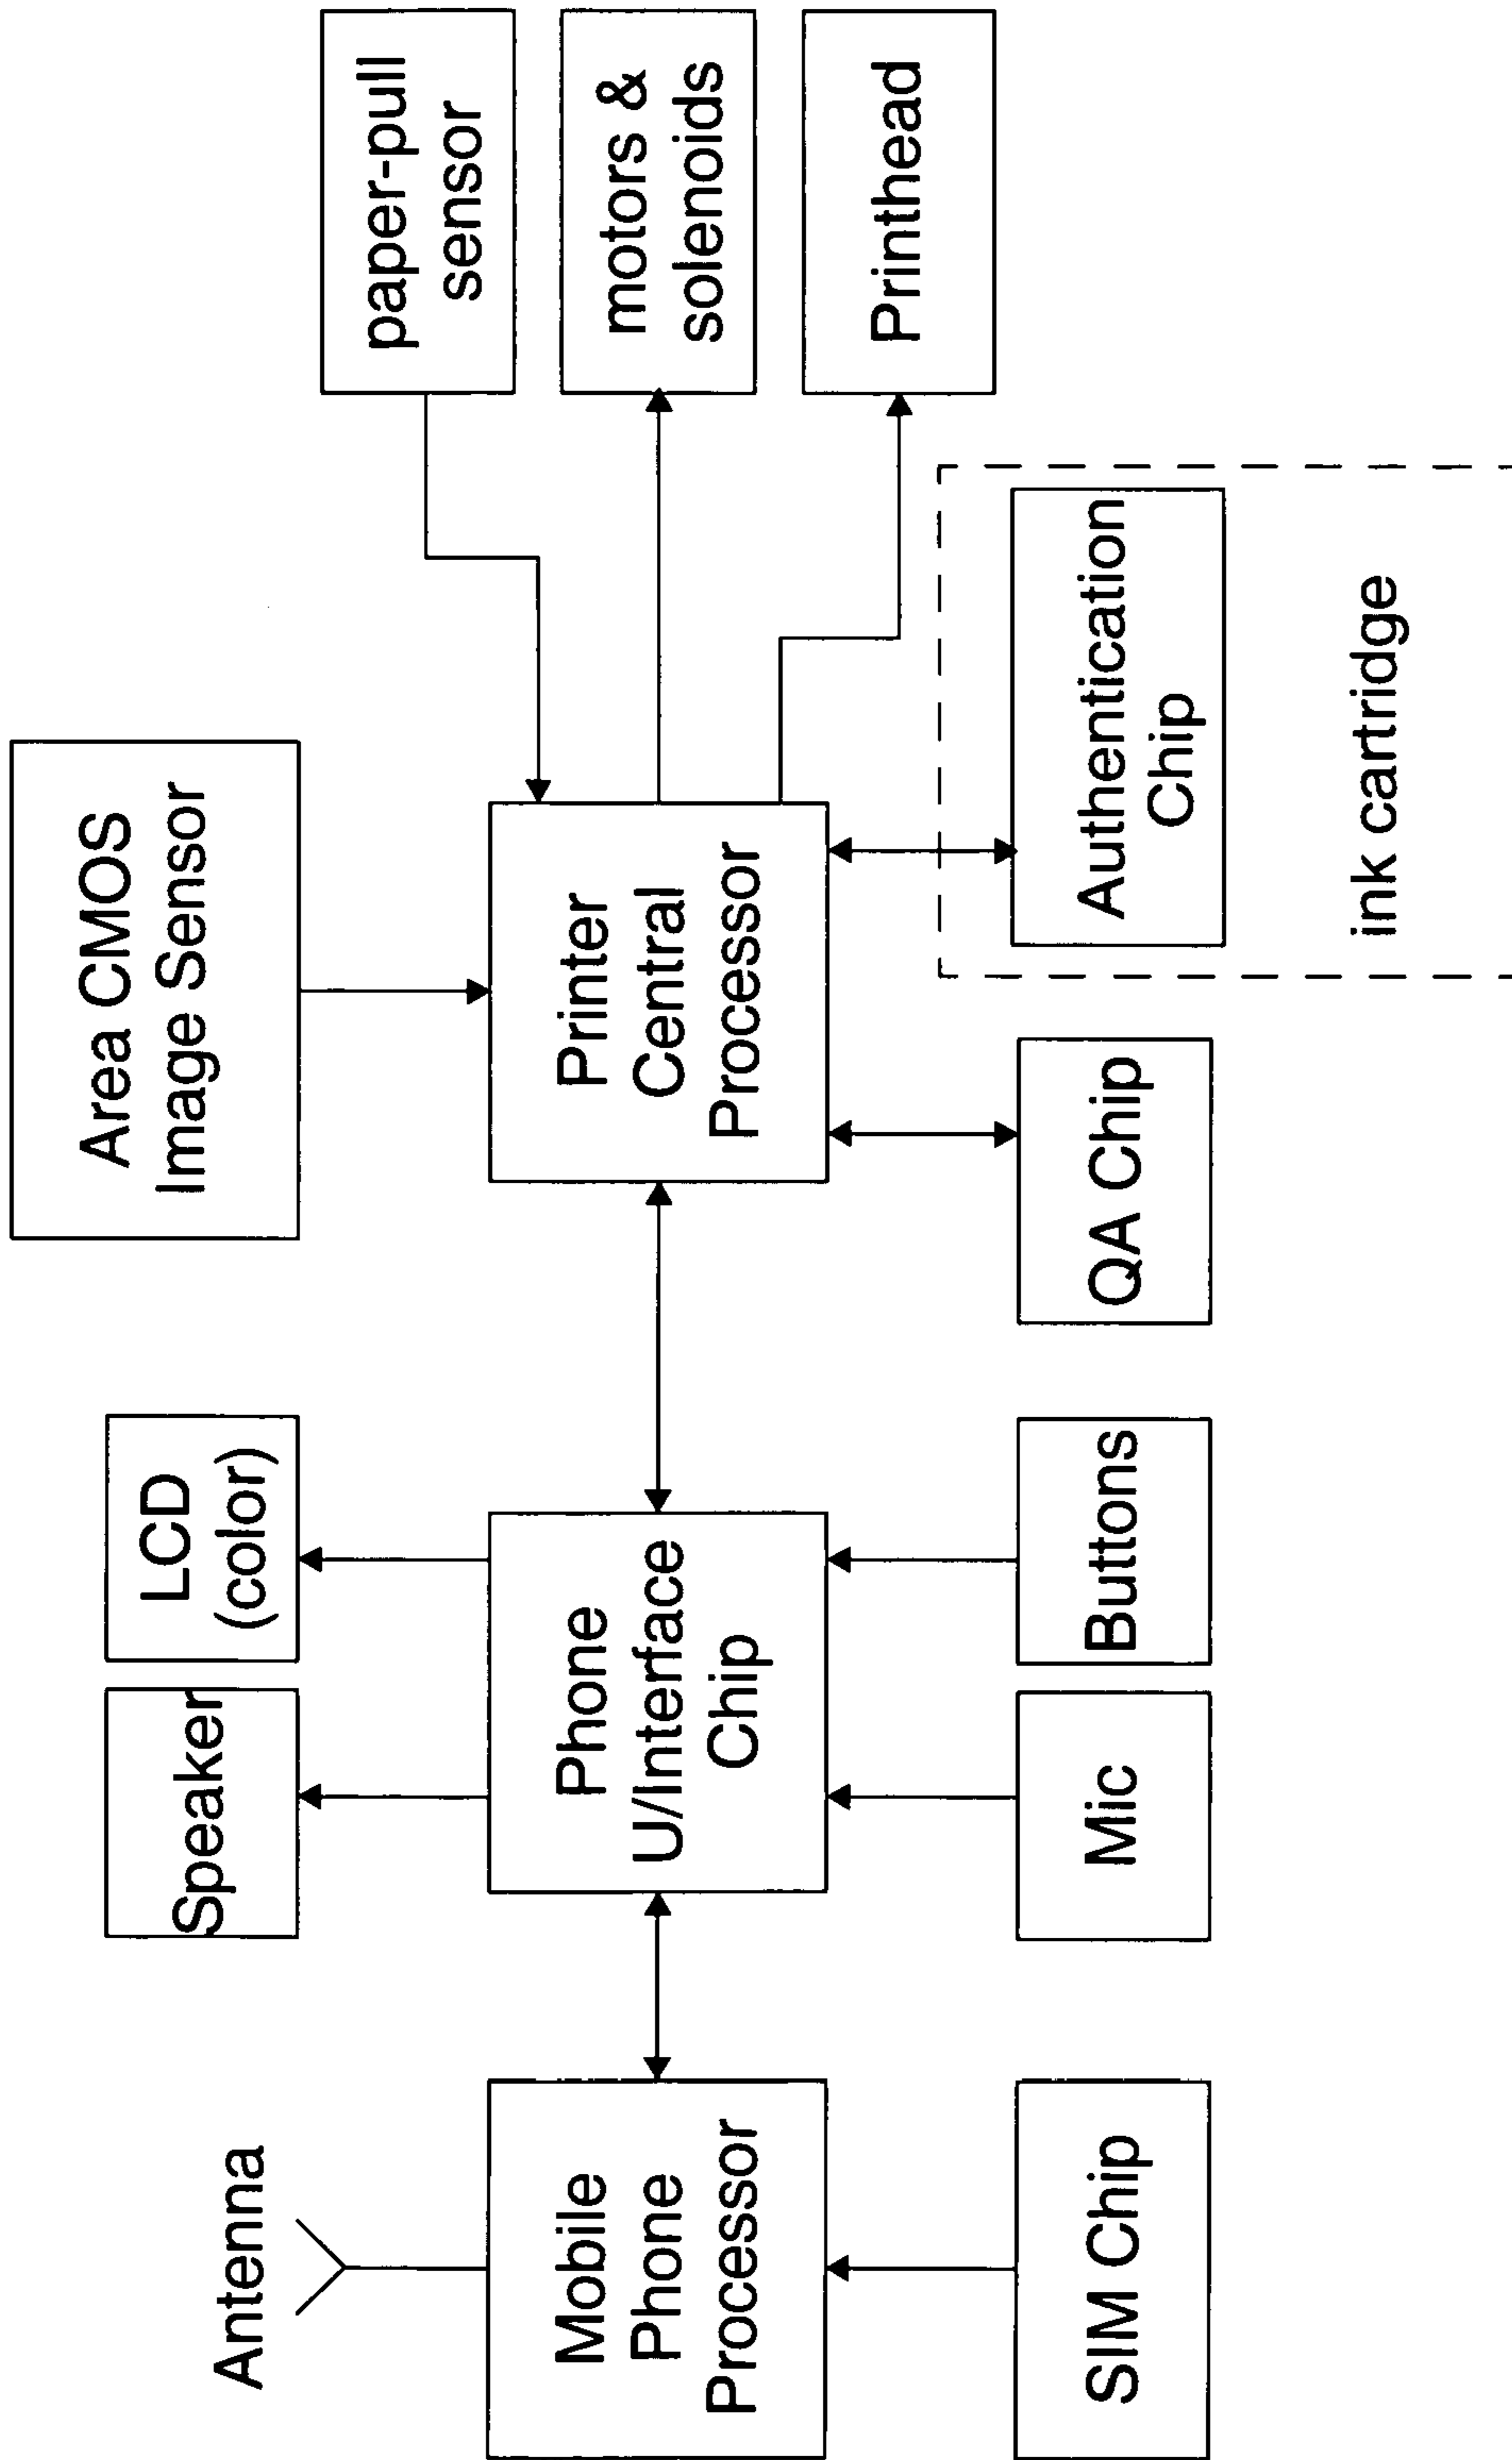 Antenna
Mobile
Phone
Processor
SIM Chip
Speaker
LCD
(color)
Phone
U/Interface
Chip
Mic
Buttons
Area CMOS
Image Sensor
Printer
Central
Processor
QA Chip
Authentication
Chip
ink cartridge
paper-pull
sensor
motors &
solenoids
Printhead